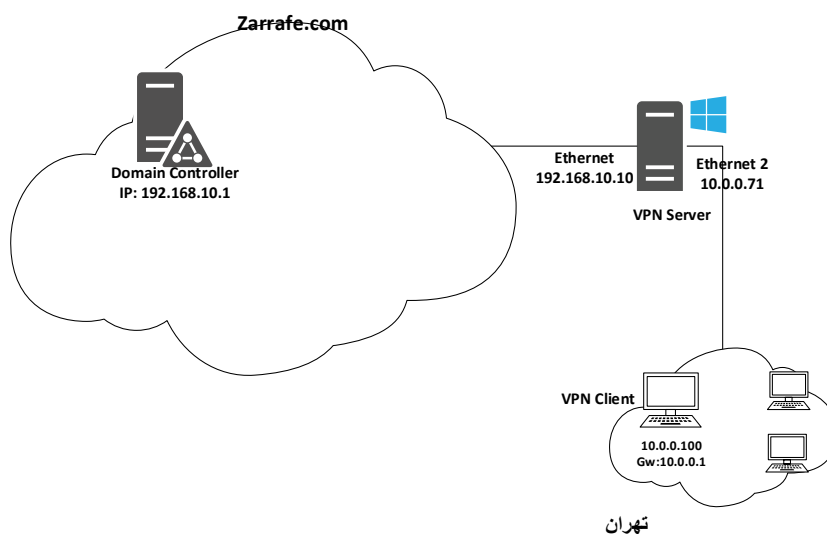 Zarrafe.com
Domain Controller
IP: 192.168.10.1
Ethernet
192.168.10.10
Ethernet 2
10.0.0.71
VPN Server
VPN Client
10.0.0.100
Gw:10.0.0.1
تهران